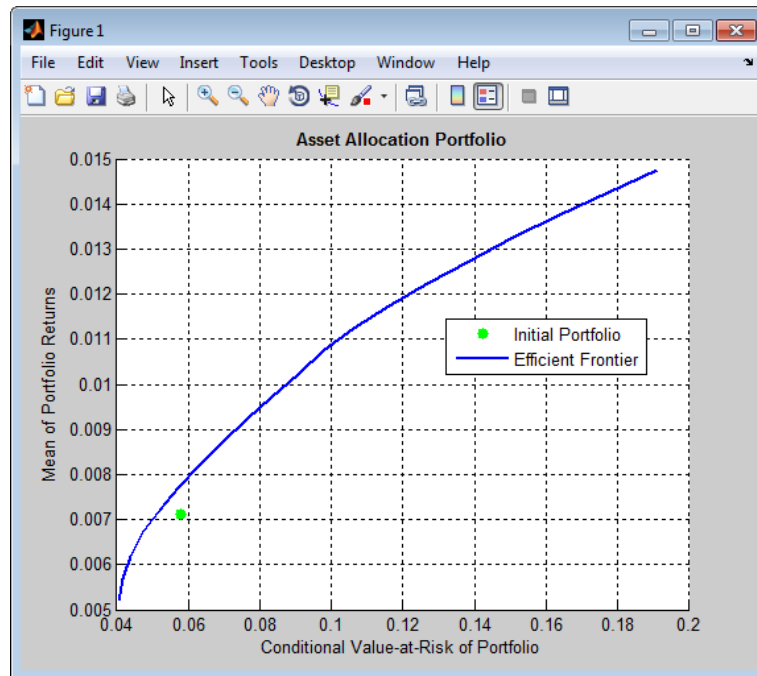 Figure 1
File Edit View Insert Tools Desktop Window Help
Asset Allocation Portfolio
Mean of Portfolio Returns
0.015
0.014
0.013
0.012
0.011
0.01
0.009
0.008
0.007
0.006
0.005
Initial Portfolio
Efficient Frontier
0.04 0.06 0.08 0.1 0.12 0.14 0.16 0.18 0.2
Conditional Value-at-Risk of Portfolio